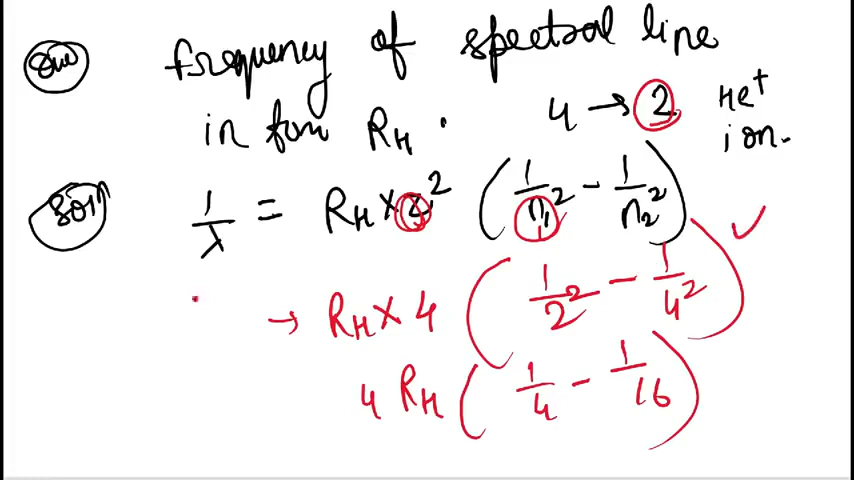 Que frequency of spectral line
in form RH. 4 → 2 He+ ion.
Soln 1/λ = RH × z² (1/n₁² - 1/n₂²)
→ RH × 4 (1/2² - 1/4²) ✓
4 RH (1/4 - 1/16)